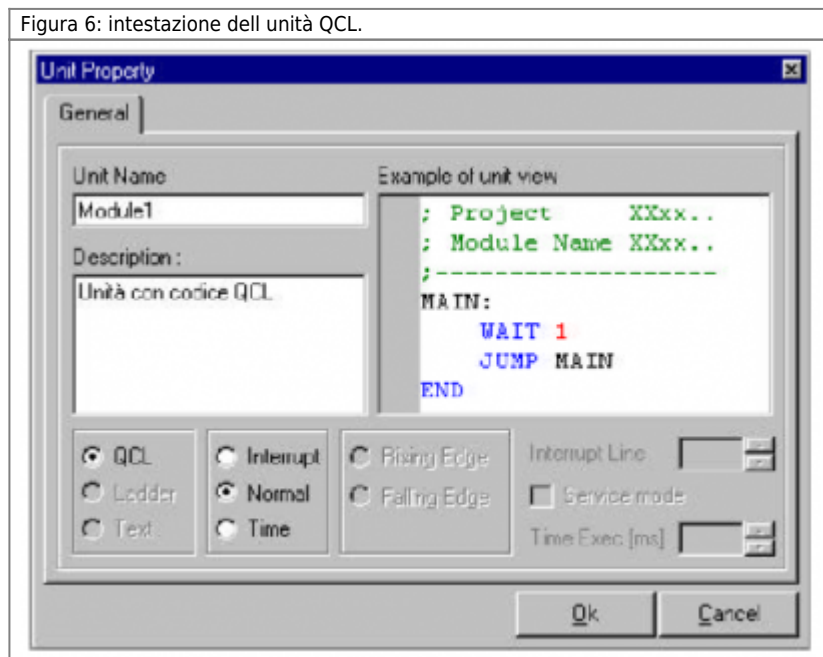 Figura 6: intestazione dell unità QCL.
Unit Property
General
Unit Name
Module1
Description :
Unità con codice QCL
Example of unit view
; Project XXxx..
; Module Name XXxx..
;--------------------
MAIN:
WAIT 1
JUMP MAIN
END
QCL
Ladder
Text
Interrupt
Normal
Time
Rising Edge
Falling Edge
Interrupt Line
Service mode
Time Exec [ms]
Ok
Cancel